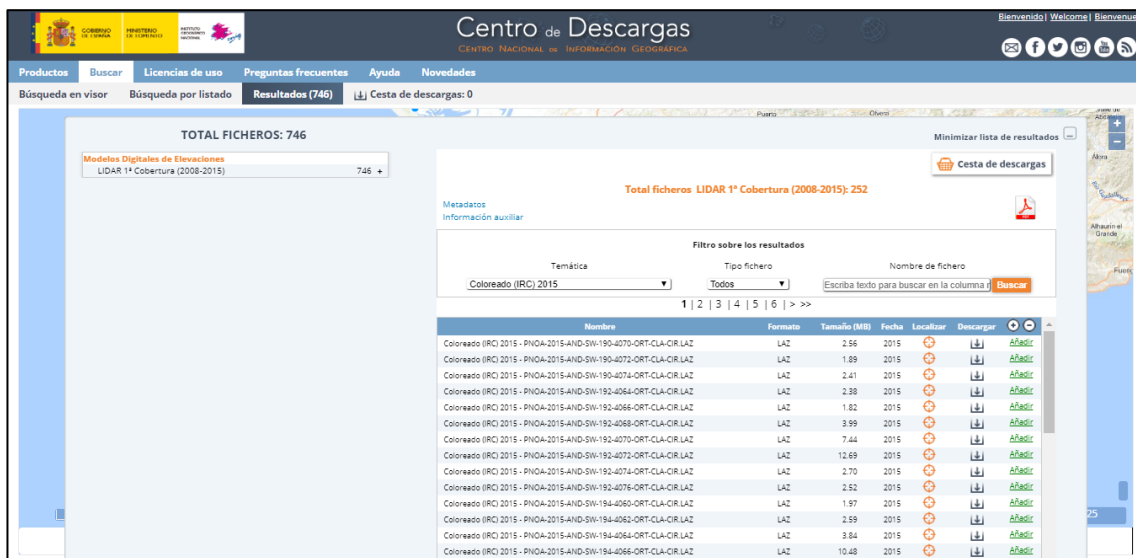 GOBIERNO DE ESPAÑA
MINISTERIO DE FOMENTO
INSTITUTO GEOGRÁFICO NACIONAL
Centro de Descargas
CENTRO NACIONAL DE INFORMACIÓN GEOGRÁFICA
Bienvenido| Welcome| Bienvenue
Productos Buscar Licencias de uso Preguntas frecuentes Ayuda Novedades
Búsqueda en visor Búsqueda por listado Resultados (746) Cesta de descargas: 0
Puerto Olvera
TOTAL FICHEROS: 746
Minimizar lista de resultados
Modelos Digitales de Elevaciones
LIDAR 1ª Cobertura (2008-2015) 746 +
Cesta de descargas
Álora
Total ficheros LIDAR 1ª Cobertura (2008-2015): 252
Metadatos
Información auxiliar
Alhaurín el Grande
Filtro sobre los resultados
Temática Tipo fichero Nombre de fichero
Coloreado (IRC) 2015 Todos Escriba texto para buscar en la columna r Buscar
1 | 2 | 3 | 4 | 5 | 6 | > >>
Nombre Formato Tamaño (MB) Fecha Localizar Descargar
Coloreado (IRC) 2015 - PNOA-2015-AND-SW-190-4070-ORT-CLA-CIR.LAZ LAZ 2.56 2015 Añadir
Coloreado (IRC) 2015 - PNOA-2015-AND-SW-190-4072-ORT-CLA-CIR.LAZ LAZ 1.89 2015 Añadir
Coloreado (IRC) 2015 - PNOA-2015-AND-SW-190-4074-ORT-CLA-CIR.LAZ LAZ 2.41 2015 Añadir
Coloreado (IRC) 2015 - PNOA-2015-AND-SW-192-4064-ORT-CLA-CIR.LAZ LAZ 2.38 2015 Añadir
Coloreado (IRC) 2015 - PNOA-2015-AND-SW-192-4066-ORT-CLA-CIR.LAZ LAZ 1.82 2015 Añadir
Coloreado (IRC) 2015 - PNOA-2015-AND-SW-192-4068-ORT-CLA-CIR.LAZ LAZ 3.99 2015 Añadir
Coloreado (IRC) 2015 - PNOA-2015-AND-SW-192-4070-ORT-CLA-CIR.LAZ LAZ 7.44 2015 Añadir
Coloreado (IRC) 2015 - PNOA-2015-AND-SW-192-4072-ORT-CLA-CIR.LAZ LAZ 12.69 2015 Añadir
Coloreado (IRC) 2015 - PNOA-2015-AND-SW-192-4074-ORT-CLA-CIR.LAZ LAZ 2.70 2015 Añadir
Coloreado (IRC) 2015 - PNOA-2015-AND-SW-192-4076-ORT-CLA-CIR.LAZ LAZ 2.52 2015 Añadir
Coloreado (IRC) 2015 - PNOA-2015-AND-SW-194-4060-ORT-CLA-CIR.LAZ LAZ 1.97 2015 Añadir
Coloreado (IRC) 2015 - PNOA-2015-AND-SW-194-4062-ORT-CLA-CIR.LAZ LAZ 2.59 2015 Añadir
Coloreado (IRC) 2015 - PNOA-2015-AND-SW-194-4064-ORT-CLA-CIR.LAZ LAZ 3.84 2015 Añadir
Coloreado (IRC) 2015 - PNOA-2015-AND-SW-194-4066-ORT-CLA-CIR.LAZ LAZ 10.48 2015 Añadir
25